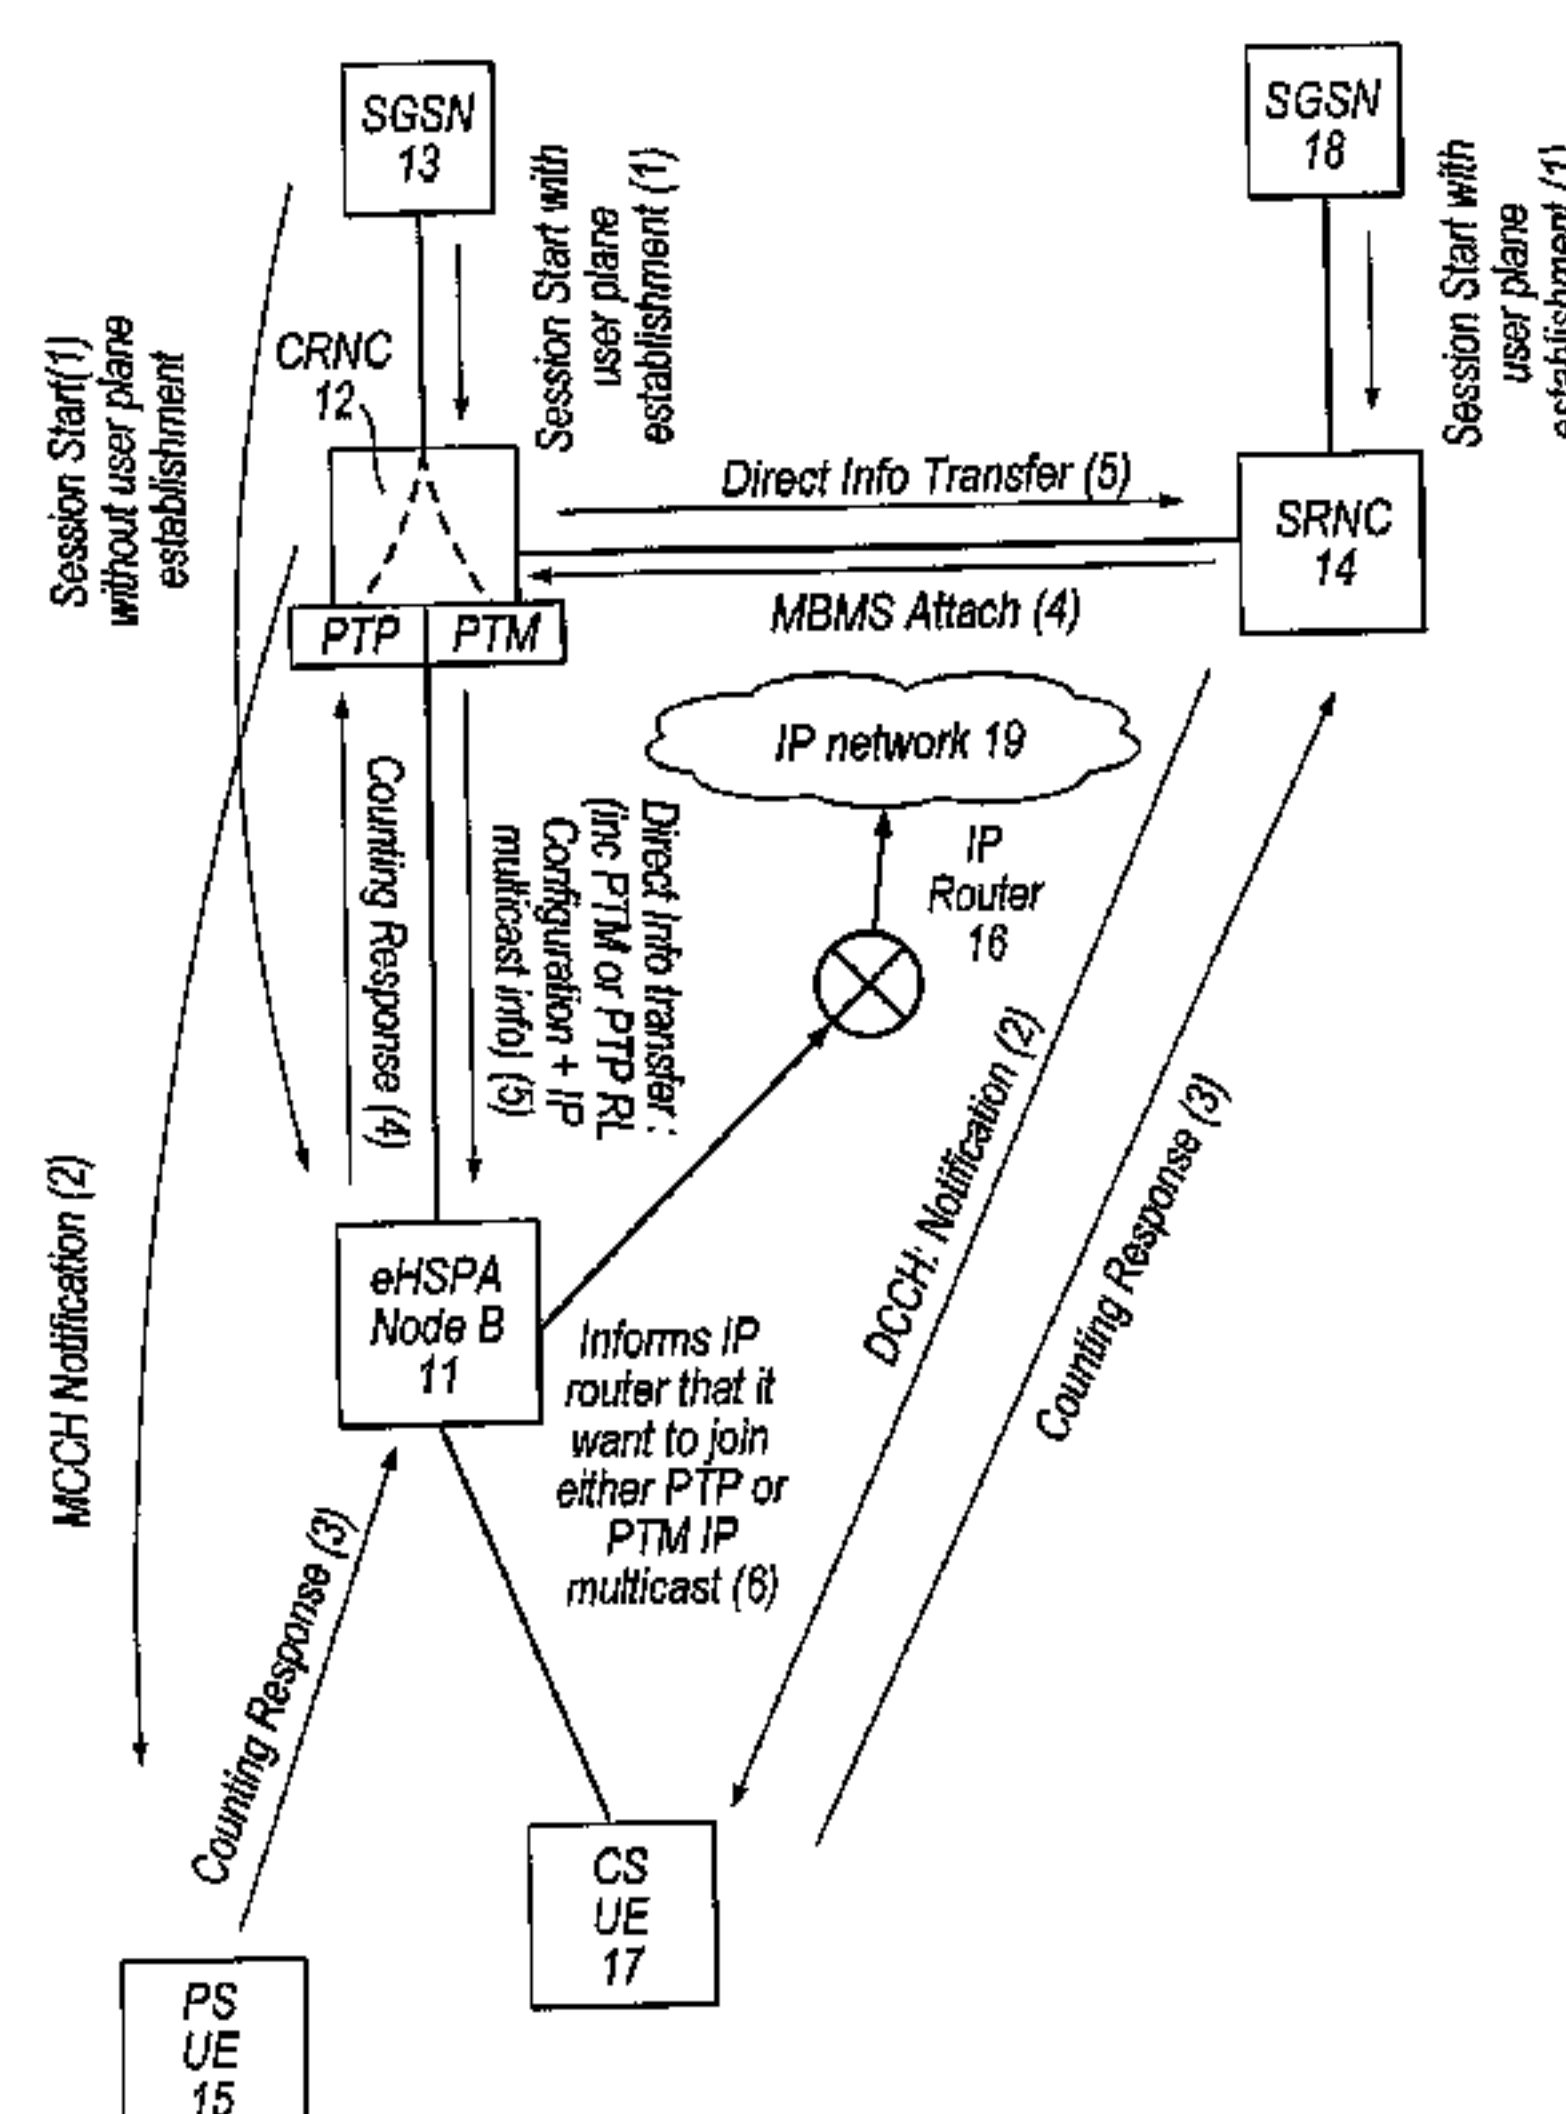 SGSN
13
SGSN
18
Session Start with
user plane
establishment (1)
Session Start with
user plane
establishment (1)
CRNC
12
Session Start(1)
without user plane
establishment
Direct Info Transfer (5)
SRNC
14
MBMS Attach (4)
PTP
PTM
IP network 19
IP
Router
16
Counting Response (4)
Direct Info transfer :
(inc PTM or PTP RL
Configuration + IP
multicast info) (5)
DCCH: Notification (2)
Counting Response (3)
MCCH Notification (2)
eHSPA
Node B
11
Informs IP
router that it
want to join
either PTP or
PTM IP
multicast (6)
Counting Response (3)
CS
UE
17
PS
UE
15